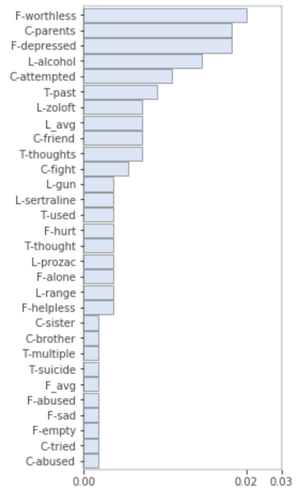 F-worthless
C-parents
F-depressed
L-alcohol
C-attempted
T-past
L-zoloft
L_avg
C-friend
T-thoughts
C-fight
L-gun
L-sertraline
T-used
F-hurt
T-thought
L-prozac
F-alone
L-range
F-helpless
C-sister
C-brother
T-multiple
T-suicide
F_avg
F-abused
F-sad
F-empty
C-tried
C-abused
0.00 0.02 0.03